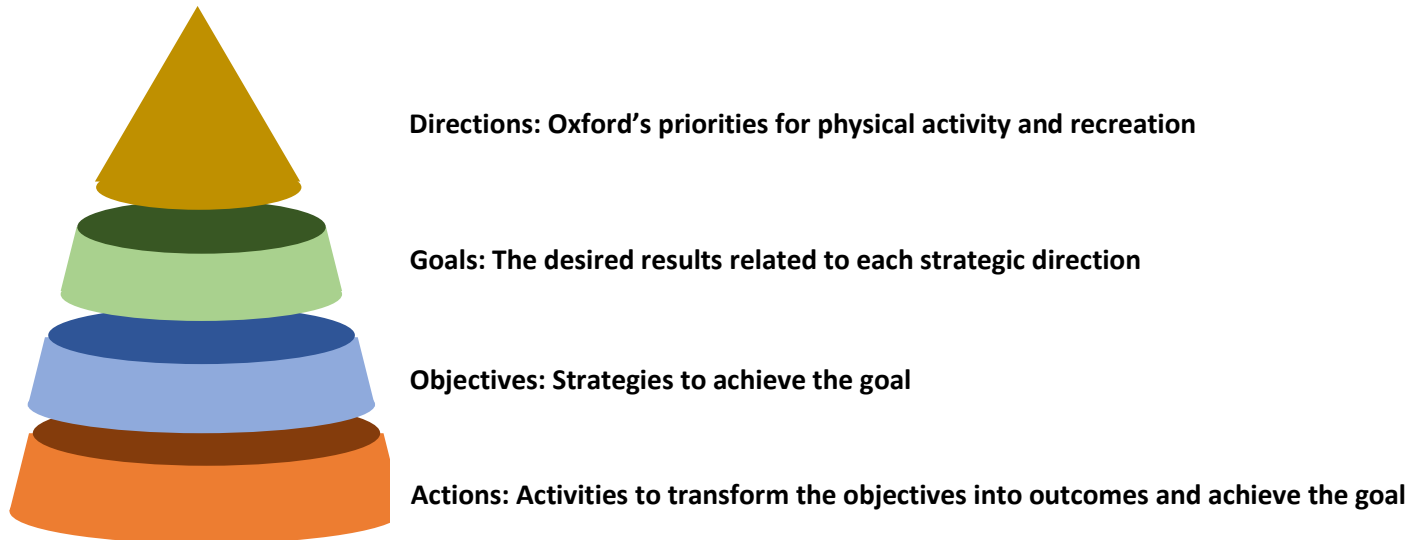 Directions: Oxford’s priorities for physical activity and recreation
Goals: The desired results related to each strategic direction
Objectives: Strategies to achieve the goal
Actions: Activities to transform the objectives into outcomes and achieve the goal